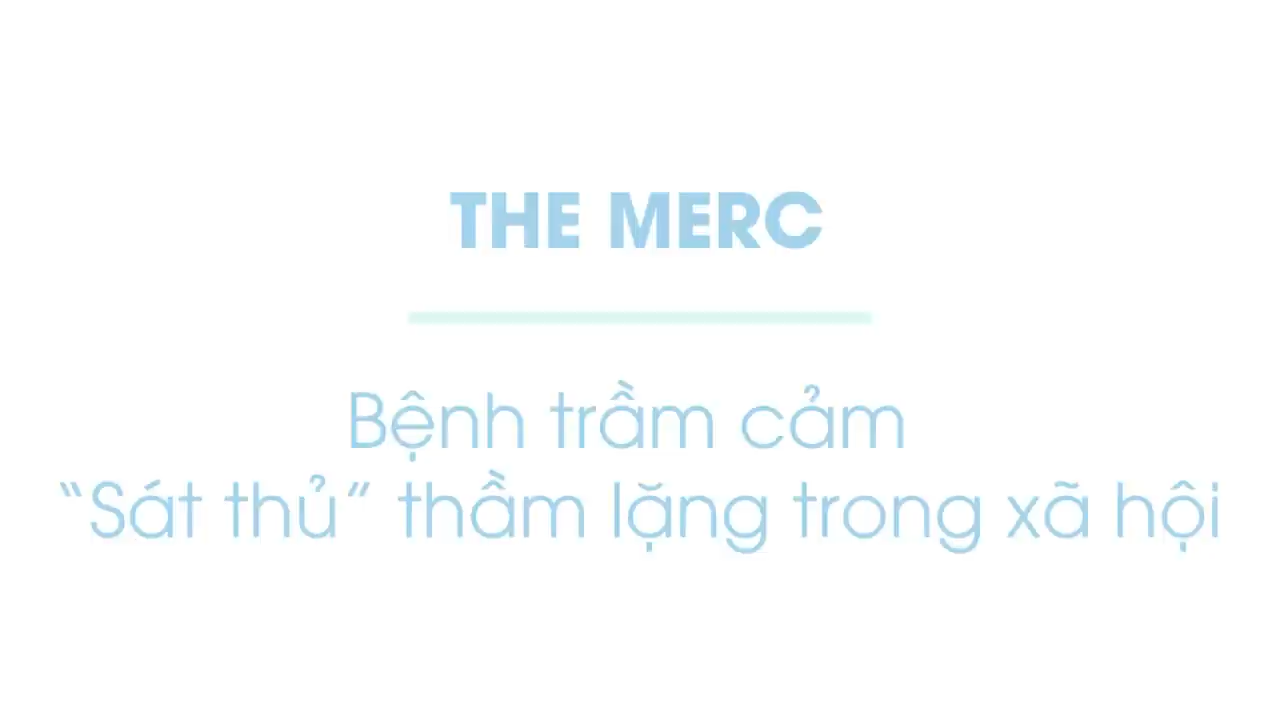 THE MERC
Bệnh trầm cảm
“Sát thủ” thầm lặng trong xã hội